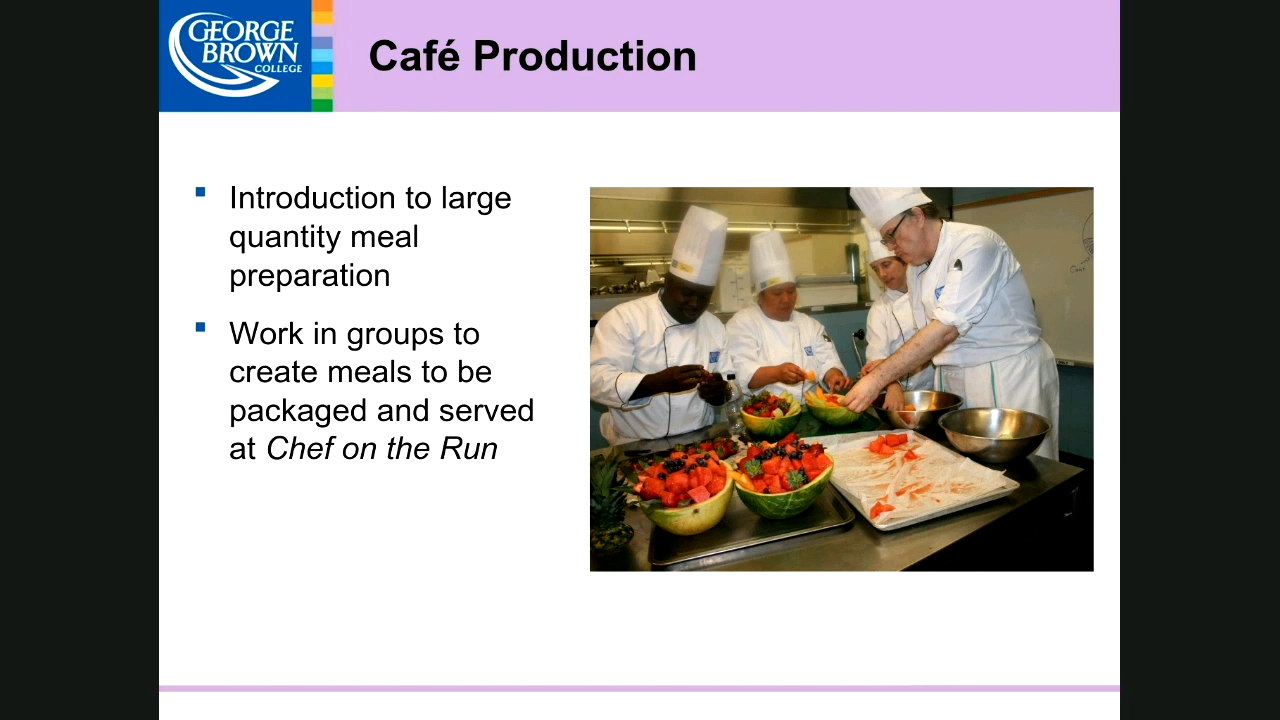 GEORGE
BROWN
COLLEGE
Café Production
Introduction to large
quantity meal
preparation
Work in groups to
create meals to be
packaged and served
at Chef on the Run